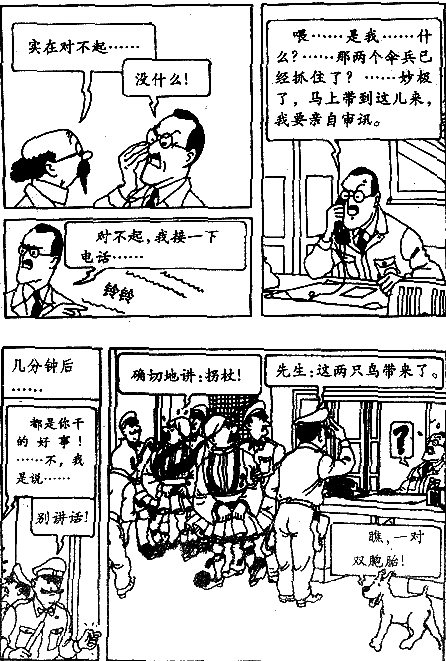 实在对不起……
没什么！
喂……是我……什
么？……那两个伞兵已
经抓住了？……妙极
了，马上带到这儿来，
我要亲自审讯。
对不起，我接一下
电话……
铃铃
几分钟后
……
都是你干
的好事！
……不，我
是说……
别讲话！
确切地讲：拐杖！
先生：这两只鸟带来了。
?
瞧，一对
双胞胎！